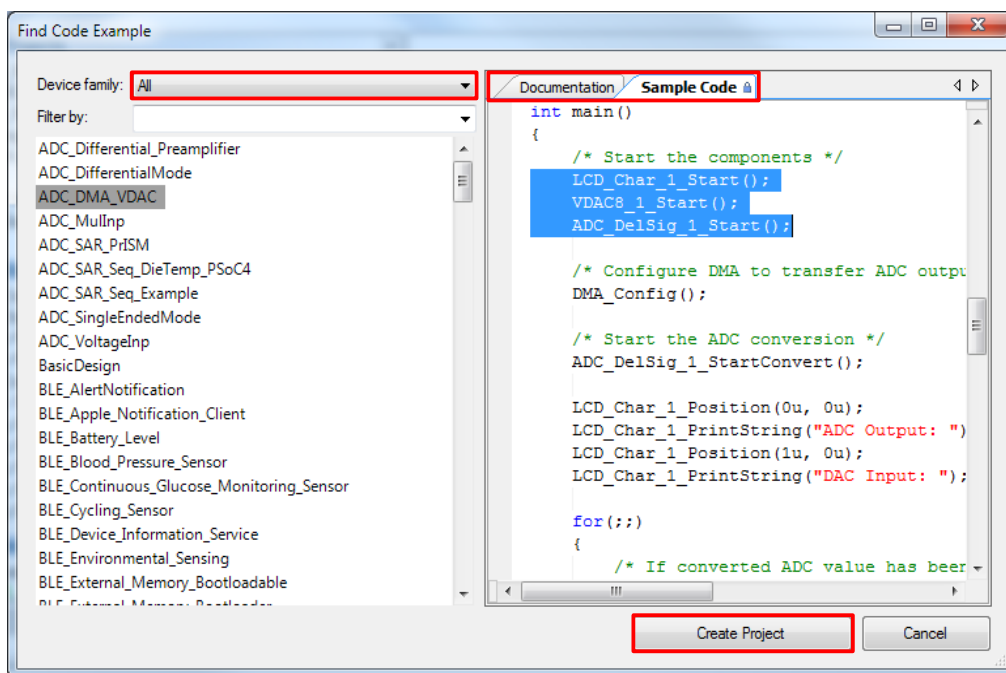 Find Code Example
Device family: All
Filter by:
ADC_Differential_Preamplifier
ADC_DifferentialMode
ADC_DMA_VDAC
ADC_MulInp
ADC_SAR_PrISM
ADC_SAR_Seq_DieTemp_PSoC4
ADC_SAR_Seq_Example
ADC_SingleEndedMode
ADC_VoltageInp
BasicDesign
BLE_AlertNotification
BLE_Apple_Notification_Client
BLE_Battery_Level
BLE_Blood_Pressure_Sensor
BLE_Continuous_Glucose_Monitoring_Sensor
BLE_Cycling_Sensor
BLE_Device_Information_Service
BLE_Environmental_Sensing
BLE_External_Memory_Bootloadable
Documentation Sample Code
int main()
{
/* Start the components */
LCD_Char_1_Start();
VDAC8_1_Start();
ADC_DelSig_1_Start();
/* Configure DMA to transfer ADC outpu
DMA_Config();
/* Start the ADC conversion */
ADC_DelSig_1_StartConvert();
LCD_Char_1_Position(0u, 0u);
LCD_Char_1_PrintString("ADC Output: ")
LCD_Char_1_Position(1u, 0u);
LCD_Char_1_PrintString("DAC Input: ");
for(;;)
{
/* If converted ADC value has been
Create Project
Cancel